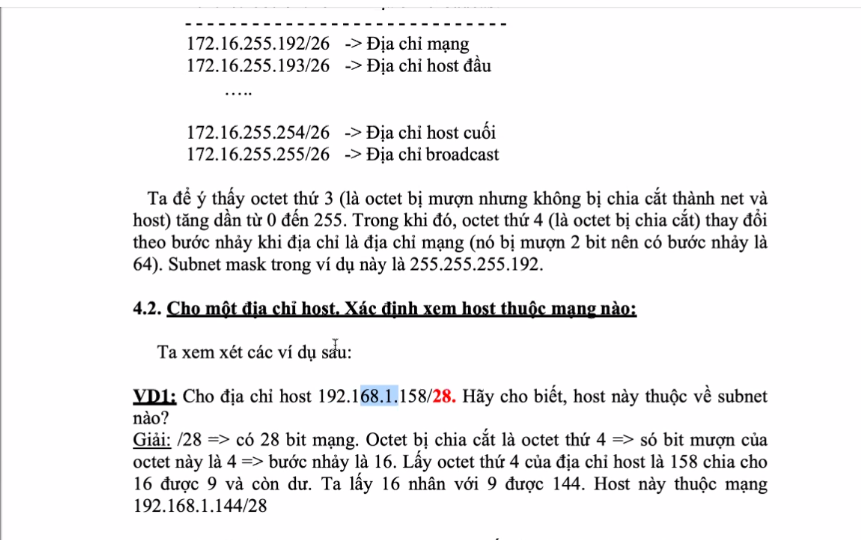 172.16.255.192/26 -> Địa chỉ mạng
172.16.255.193/26 -> Địa chỉ host đầu
…..
172.16.255.254/26 -> Địa chỉ host cuối
172.16.255.255/26 -> Địa chỉ broadcast
Ta để ý thấy octet thứ 3 (là octet bị mượn nhưng không bị chia cắt thành net và
host) tăng dần từ 0 đến 255. Trong khi đó, octet thứ 4 (là octet bị chia cắt) thay đổi
theo bước nhảy khi địa chỉ là địa chỉ mạng (nó bị mượn 2 bit nên có bước nhảy là
64). Subnet mask trong ví dụ này là 255.255.255.192.
4.2. Cho một địa chỉ host. Xác định xem host thuộc mạng nào:
Ta xem xét các ví dụ sau:
VD1: Cho địa chỉ host 192.168.1.158/28. Hãy cho biết, host này thuộc về subnet
nào?
Giải: /28 => có 28 bit mạng. Octet bị chia cắt là octet thứ 4 => só bit mượn của
octet này là 4 => bước nhảy là 16. Lấy octet thứ 4 của địa chỉ host là 158 chia cho
16 được 9 và còn dư. Ta lấy 16 nhân với 9 được 144. Host này thuộc mạng
192.168.1.144/28